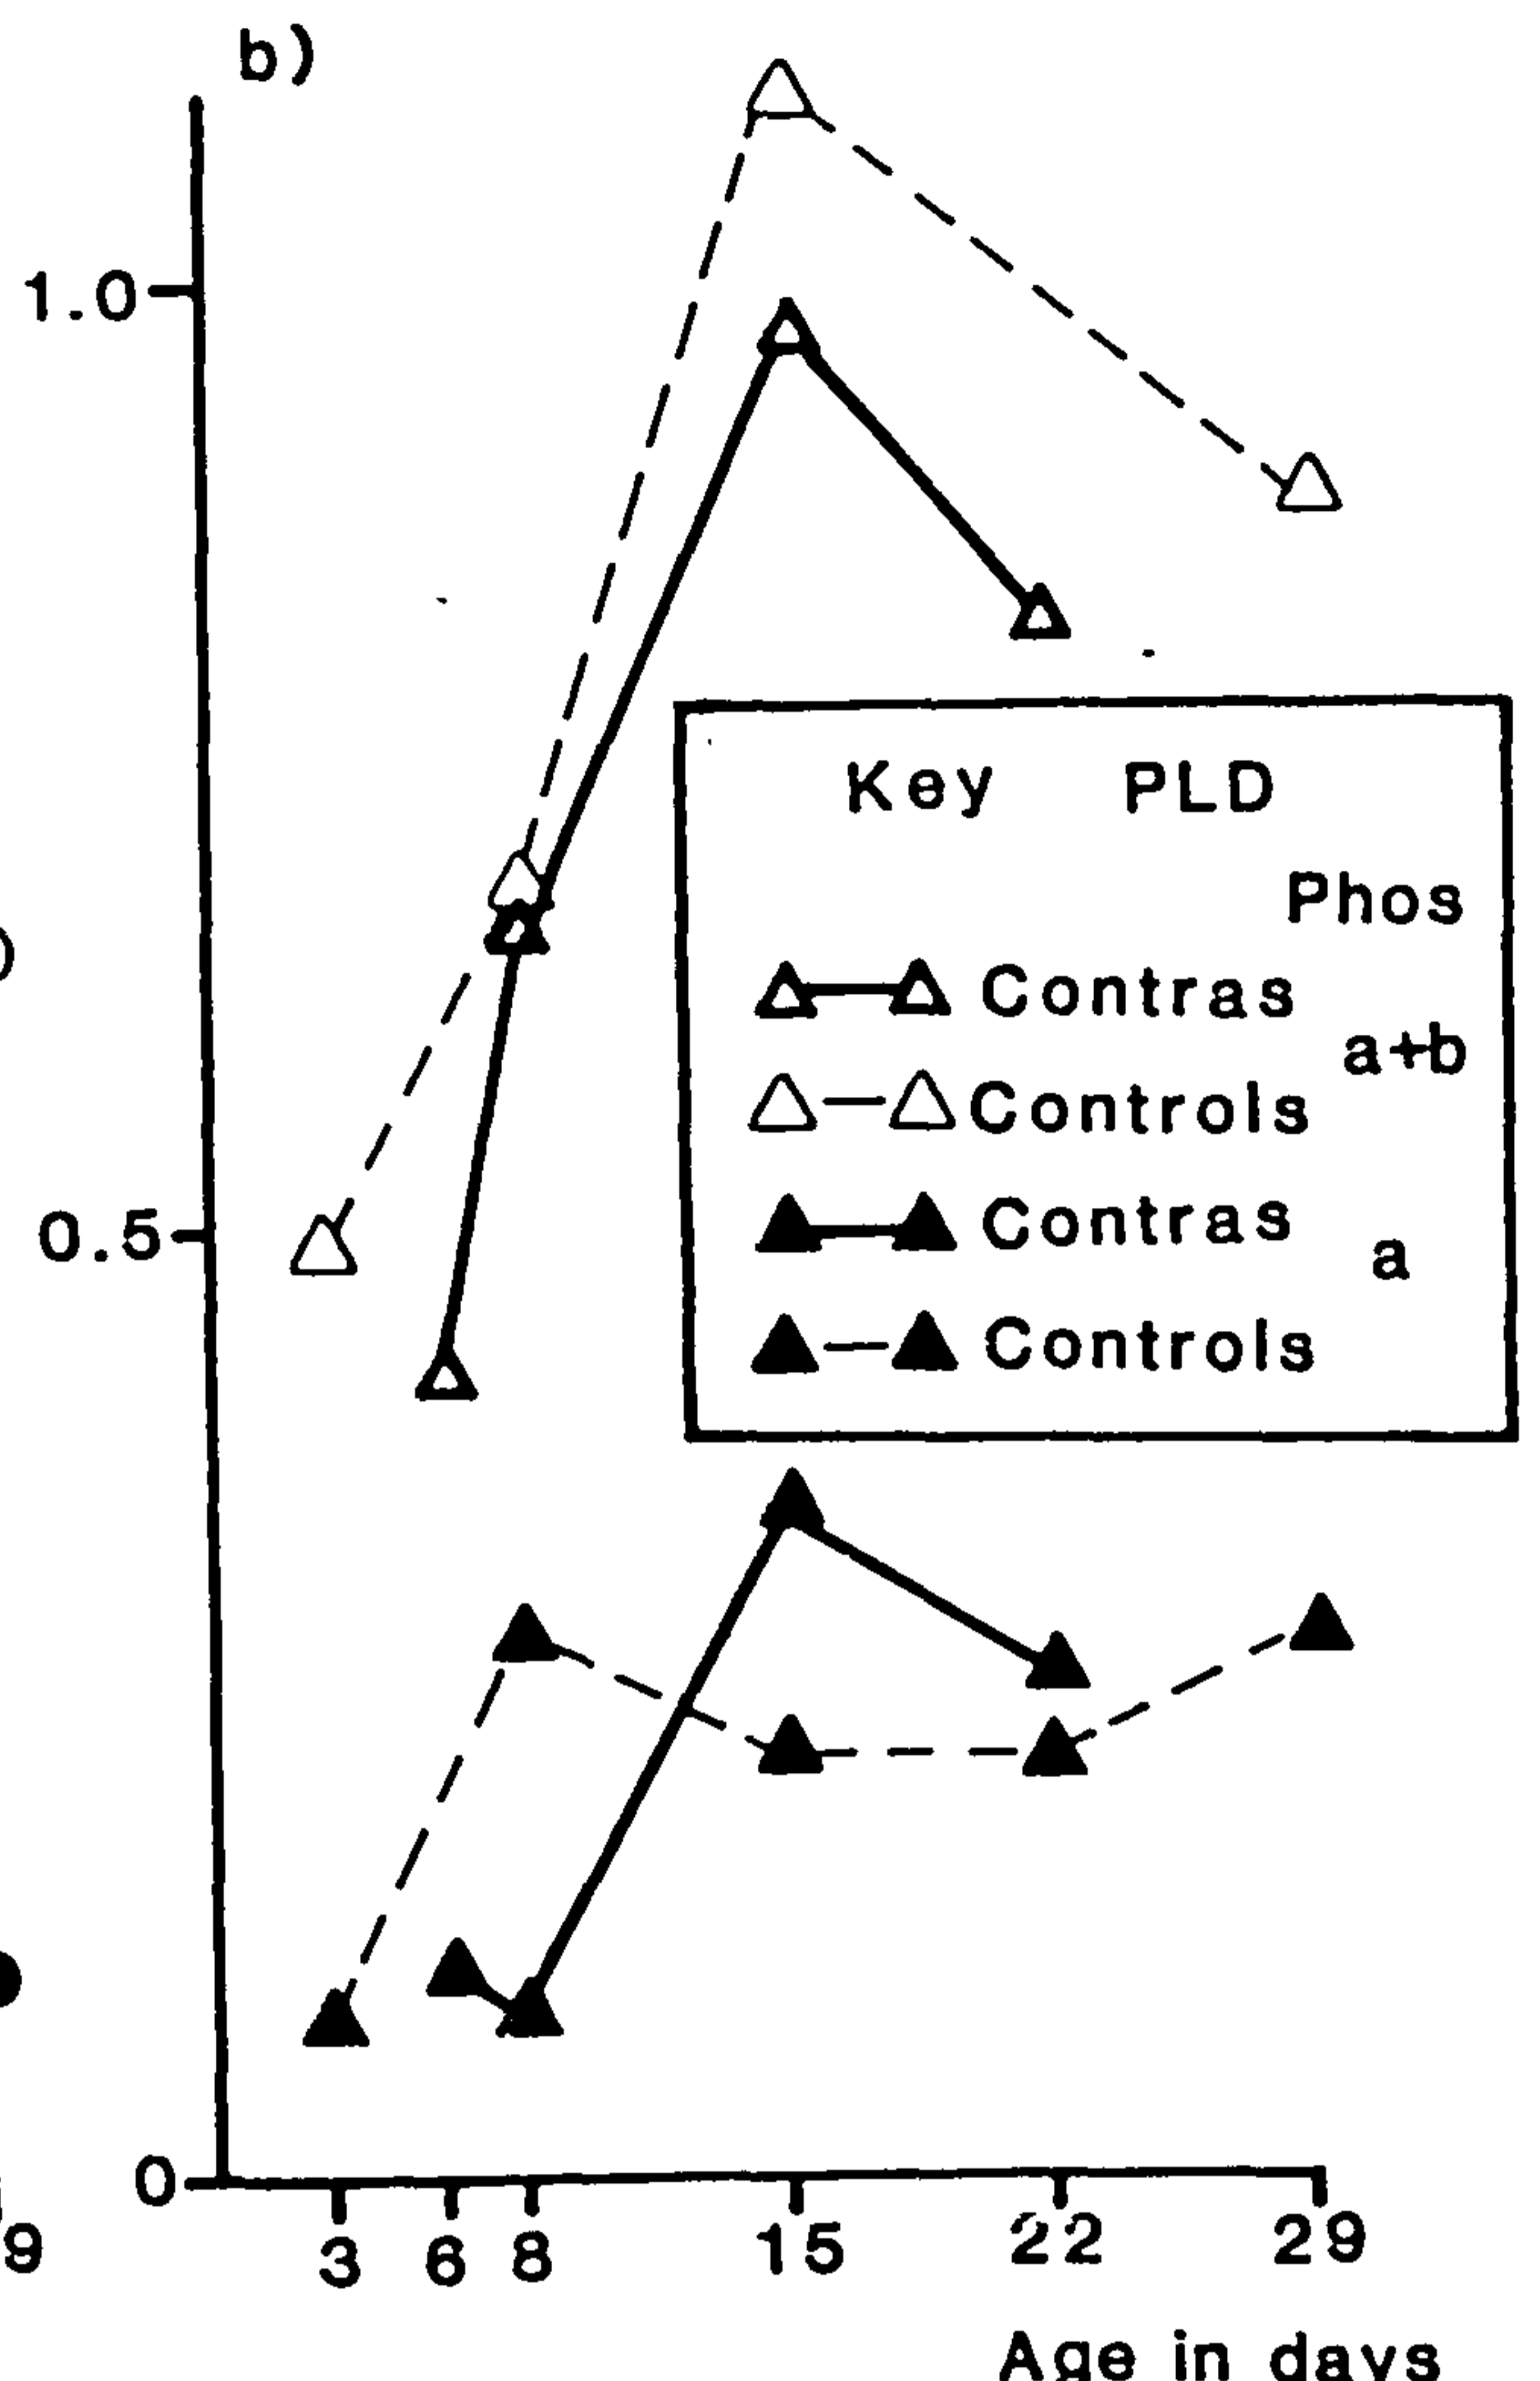 b)
1.0
0.5
0
9
3 6 8 15 22 29
Age in days
Key PLD
Phos
Contras
a+b
Controls
Contras
a
Controls